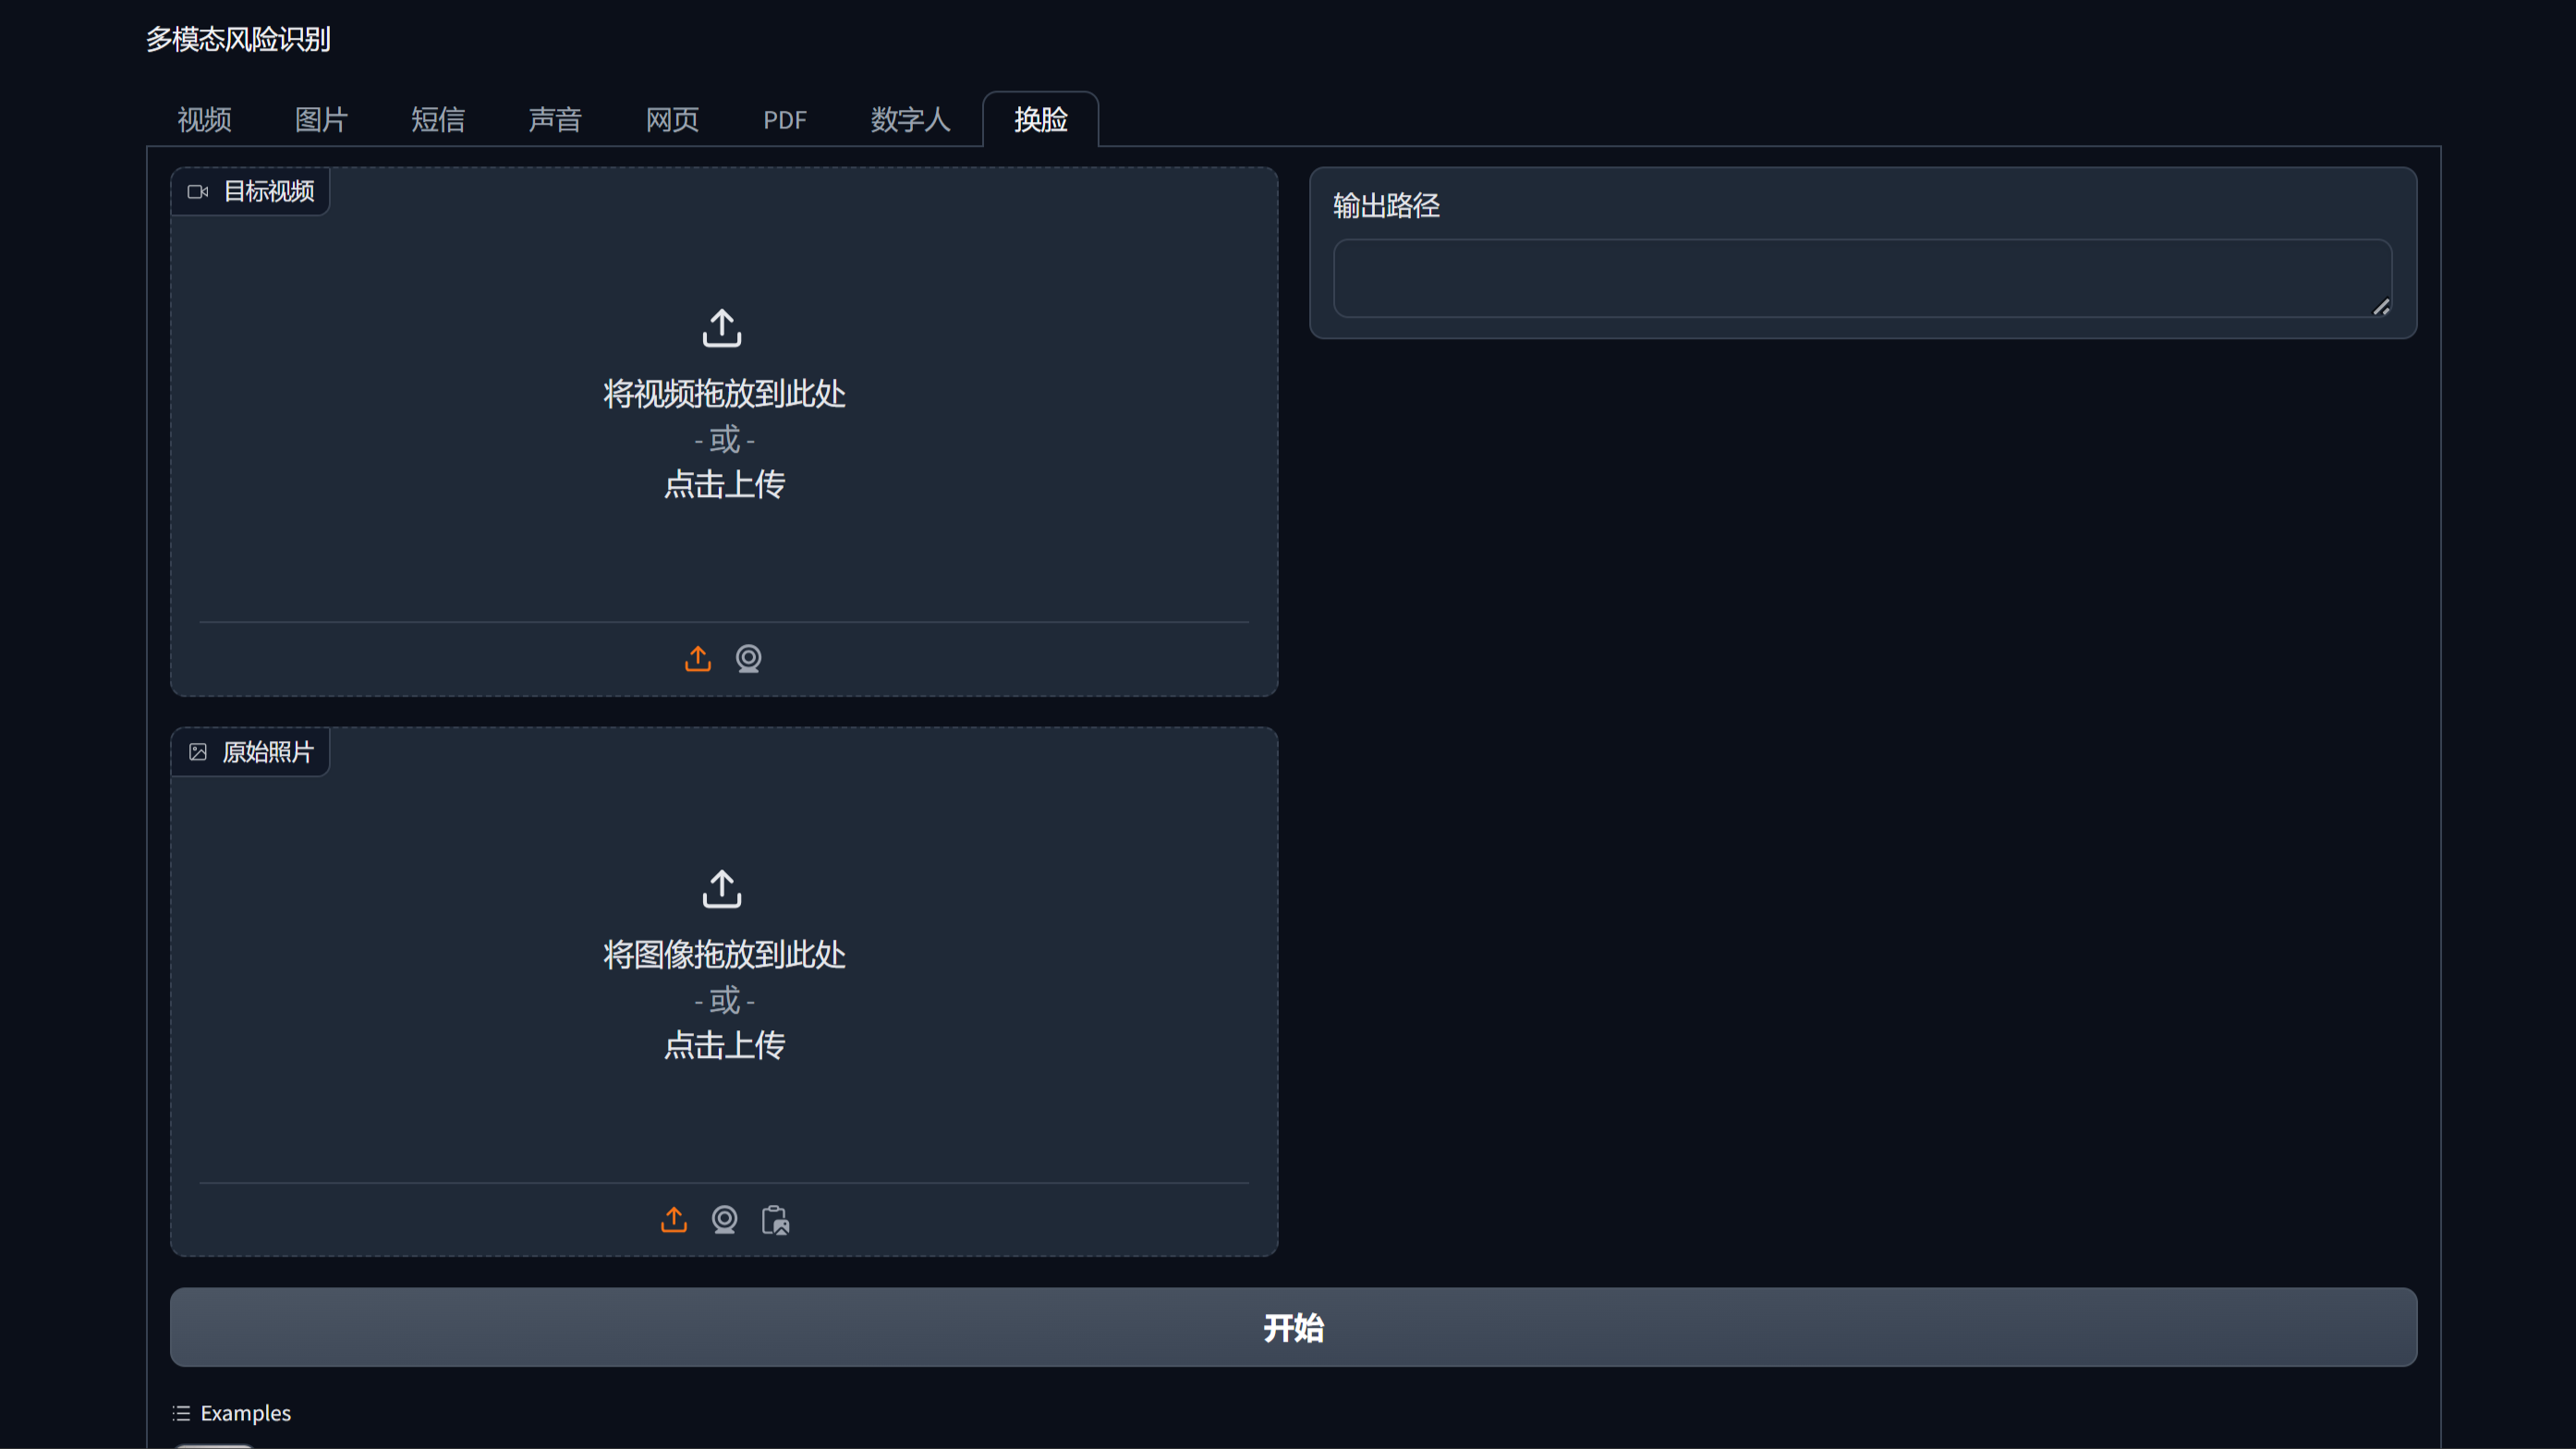 多模态风险识别
视频
图片
短信
声音
网页
PDF
数字人
换脸
目标视频
将视频拖放到此处
- 或 -
点击上传
输出路径
原始照片
将图像拖放到此处
- 或 -
点击上传
开始
Examples